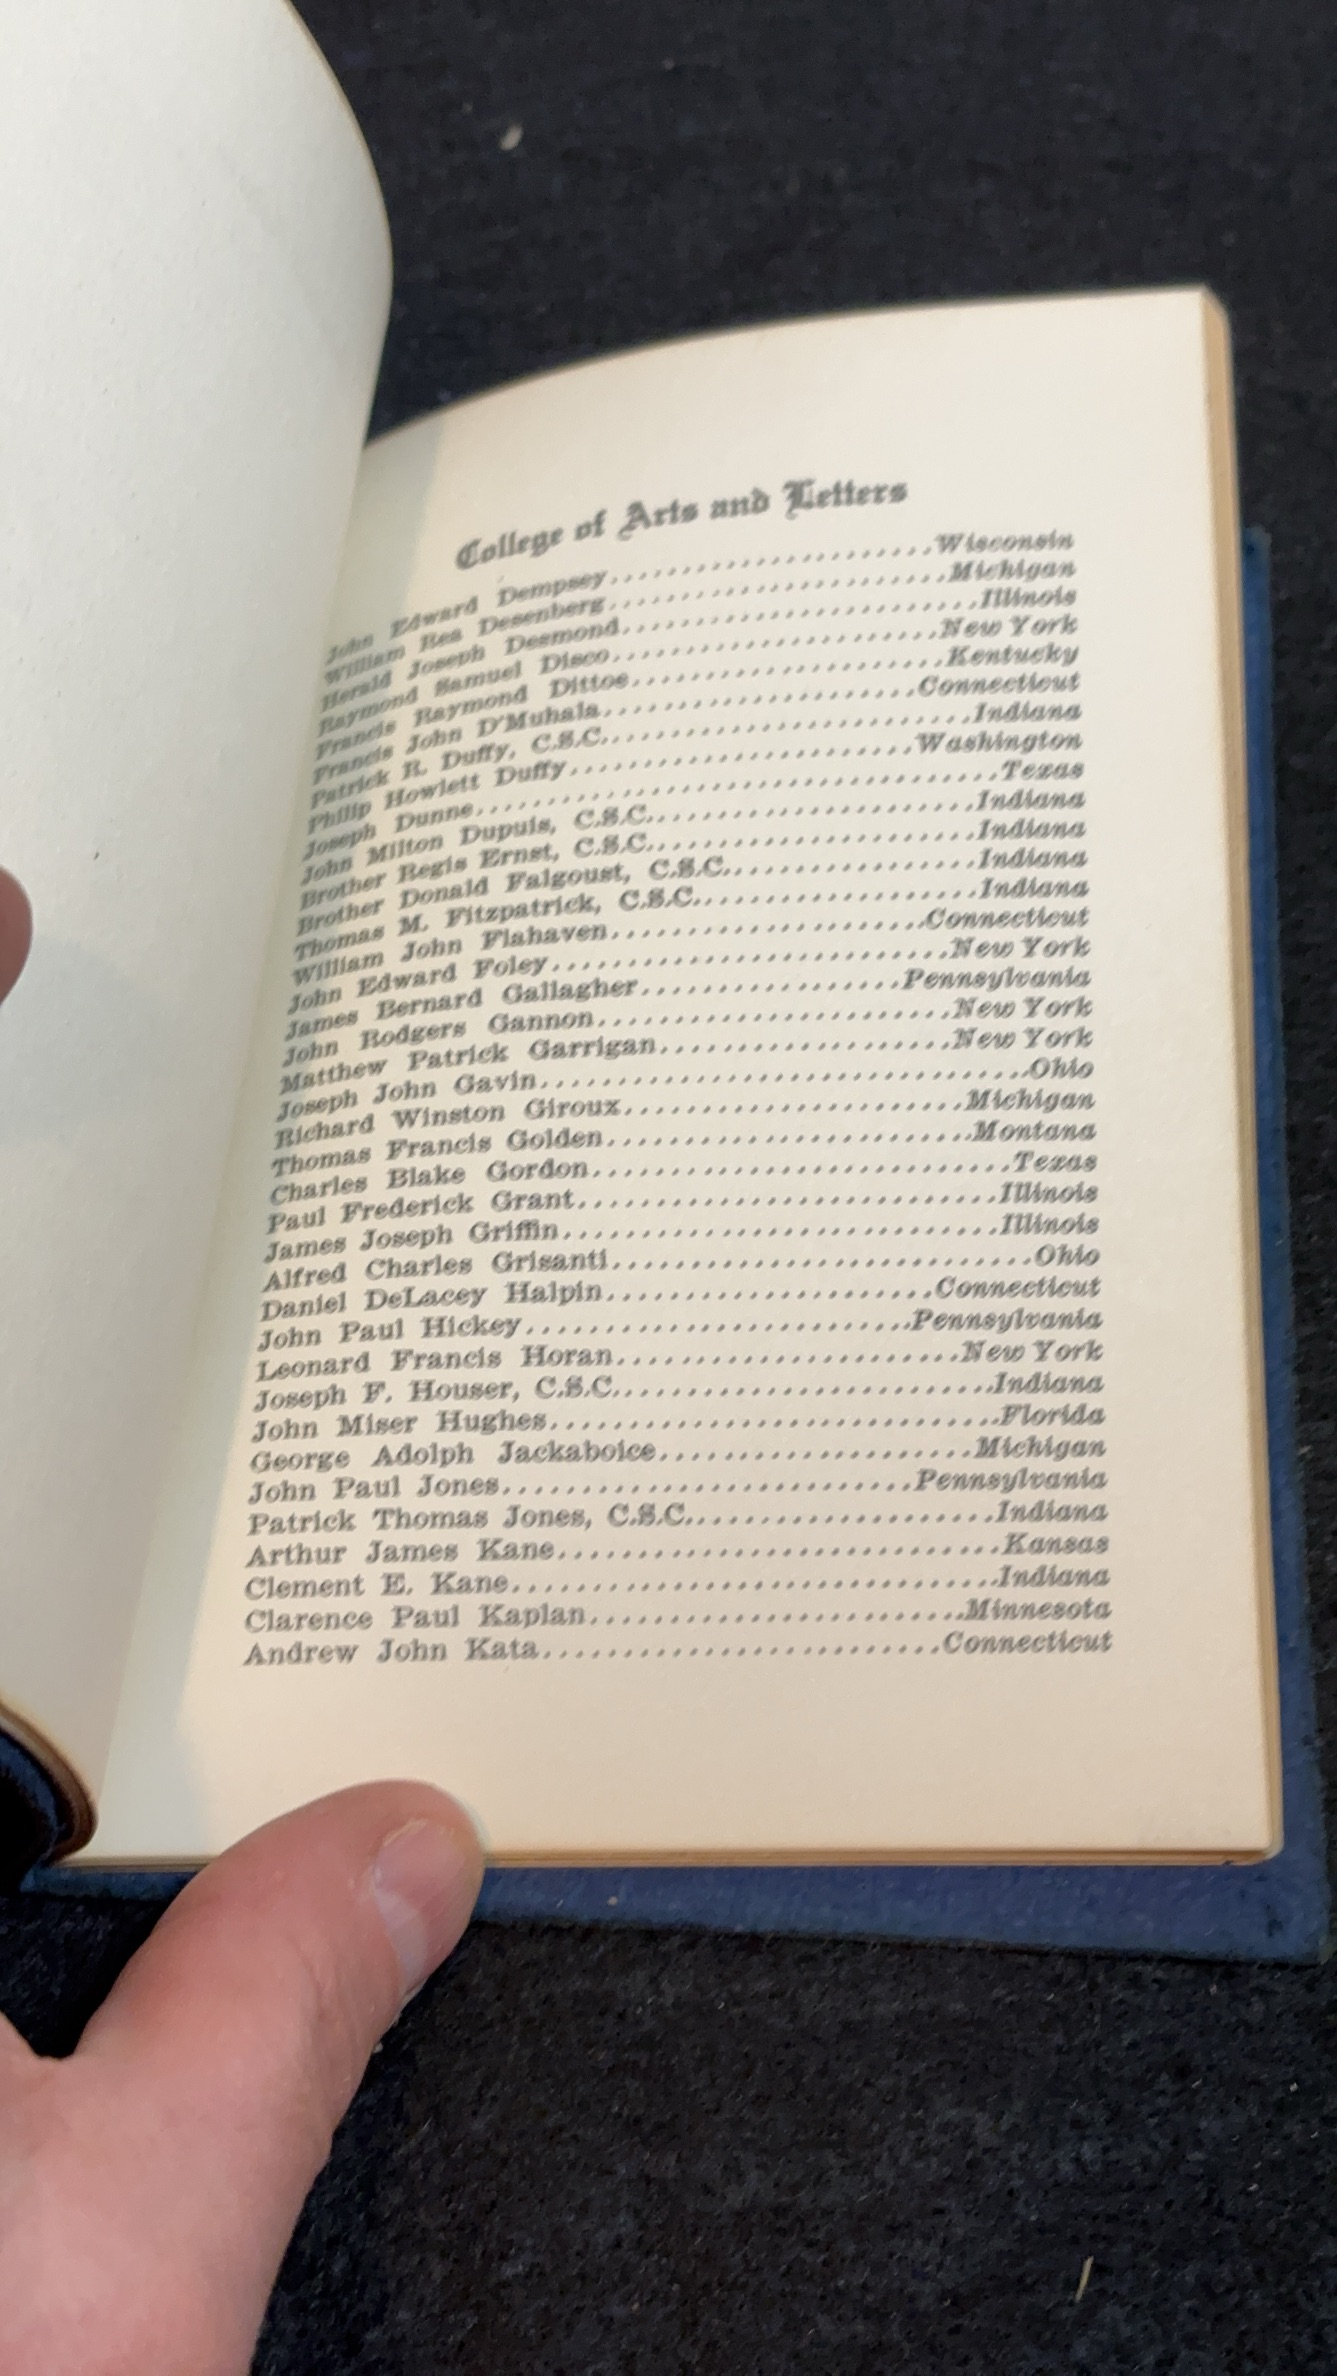 College of Arts and Letters
John Edward Dempsey......................Wisconsin
William Rea Desenberg......................Michigan
Herald Joseph Desmond......................Illinois
Raymond Samuel Disco......................New York
Francis Raymond Dittoe......................Kentucky
Francis John D'Muhala......................Connecticut
Patrick R. Duffy, C.S.C.......................Indiana
Philip Howlett Duffy......................Washington
Joseph Dunne................................Texas
John Milton Dupuis, C.S.C.......................Indiana
Brother Regis Ernst, C.S.C.......................Indiana
Brother Donald Falgoust, C.S.C.................Indiana
Thomas M. Fitzpatrick, C.S.C...................Indiana
William John Flahaven......................Connecticut
John Edward Foley..........................New York
James Bernard Gallagher..................Pennsylvania
John Rodgers Gannon........................New York
Matthew Patrick Garrigan....................New York
Joseph John Gavin..............................Ohio
Richard Winston Giroux......................Michigan
Thomas Francis Golden........................Montana
Charles Blake Gordon..........................Texas
Paul Frederick Grant..........................Illinois
James Joseph Griffin...........................Illinois
Alfred Charles Grisanti..........................Ohio
Daniel DeLacey Halpin.....................Connecticut
John Paul Hickey.........................Pennsylvania
Leonard Francis Horan......................New York
Joseph F. Houser, C.S.C........................Indiana
John Miser Hughes............................Florida
George Adolph Jackaboice....................Michigan
John Paul Jones..........................Pennsylvania
Patrick Thomas Jones, C.S.C...................Indiana
Arthur James Kane............................Kansas
Clement E. Kane..............................Indiana
Clarence Paul Kaplan.......................Minnesota
Andrew John Kata.........................Connecticut